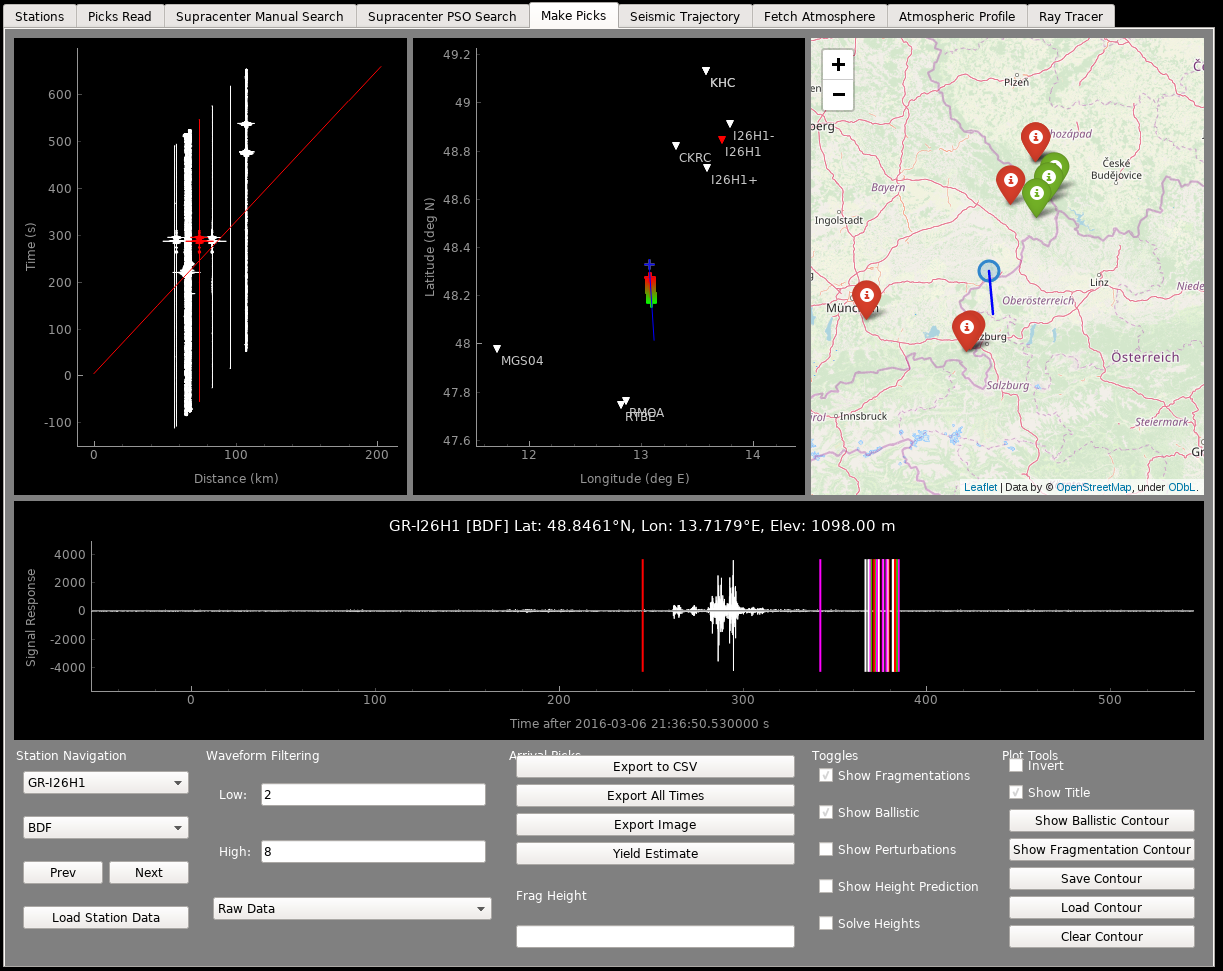 Stations Picks Read Supracenter Manual Search Supracenter PSO Search Make Picks Seismic Trajectory Fetch Atmosphere Atmospheric Profile Ray Tracer
600
500
400
300
200
100
0
-100
Time (s)
0 100 200
Distance (km)
49.2
49
48.8
48.6
48.4
48.2
48
47.8
47.6
Latitude (deg N)
KHC
I26H1-
I26H1
CKRC
I26H1+
MGS04
RMOA
RTBE
12 13 14
Longitude (deg E)
+
−
Plzeň
berg
hozápad
České
Budějovice
Bayern
Ingolstadt
Linz
Niede
Oberösterreich
Münc
zburg
Österreich
Salzburg
irol
Innsbruck
Steiermark
Gr
Leaflet | Data by © OpenStreetMap, under ODbL.
GR-I26H1 [BDF] Lat: 48.8461°N, Lon: 13.7179°E, Elev: 1098.00 m
4000
2000
0
-2000
-4000
Signal Response
0 100 200 300 400 500
Time after 2016-03-06 21:36:50.530000 s
Station Navigation
GR-I26H1
BDF
Prev Next
Load Station Data
Waveform Filtering
Low: 2
High: 8
Raw Data
Arrival Picks
Export to CSV
Export All Times
Export Image
Yield Estimate
Frag Height
Toggles
Show Fragmentations
Show Ballistic
Show Perturbations
Show Height Prediction
Solve Heights
Plot Tools
Invert
Show Title
Show Ballistic Contour
Show Fragmentation Contour
Save Contour
Load Contour
Clear Contour